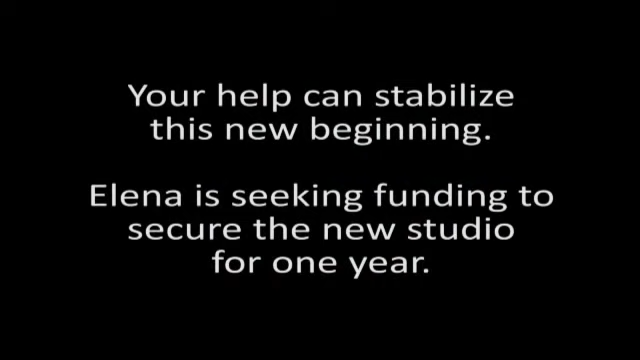 Your help can stabilize
this new beginning.
Elena is seeking funding to
secure the new studio
for one year.